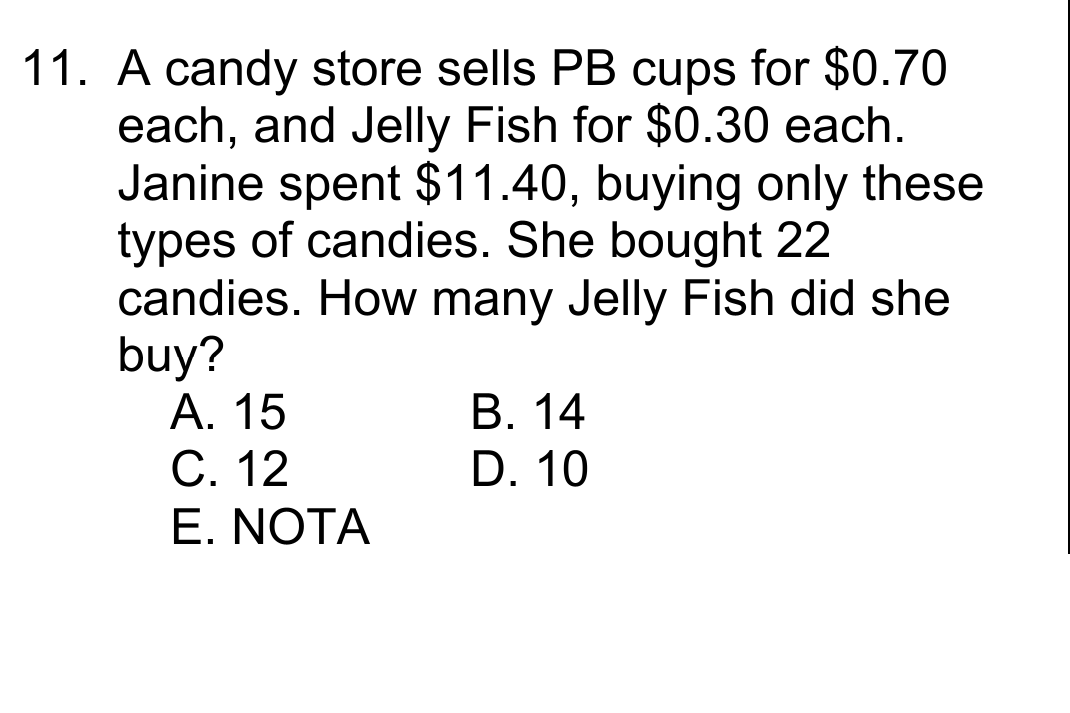 11. A candy store sells PB cups for $0.70
each, and Jelly Fish for $0.30 each.
Janine spent $11.40, buying only these
types of candies. She bought 22
candies. How many Jelly Fish did she
buy?
A. 15 B. 14
C. 12 D. 10
E. NOTA